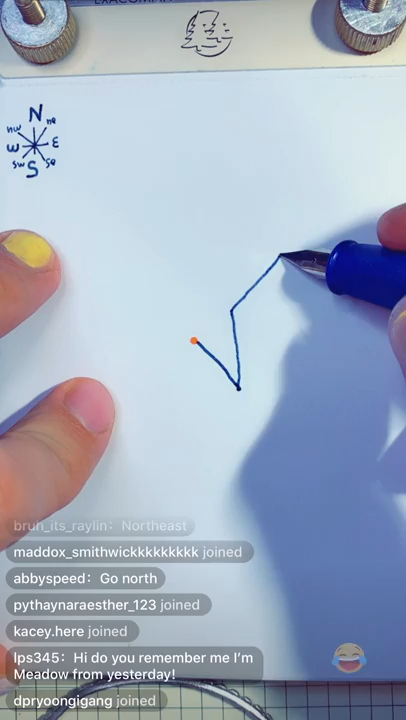 N
nw ne
W E
sw se
S
bruh_its_raylin: Northeast
maddox_smithwickkkkkkkkk joined
abbyspeed: Go north
pythaynaraesther_123 joined
kacey.here joined
lps345: Hi do you remember me I'm
Meadow from yesterday!
dpryoongigang joined